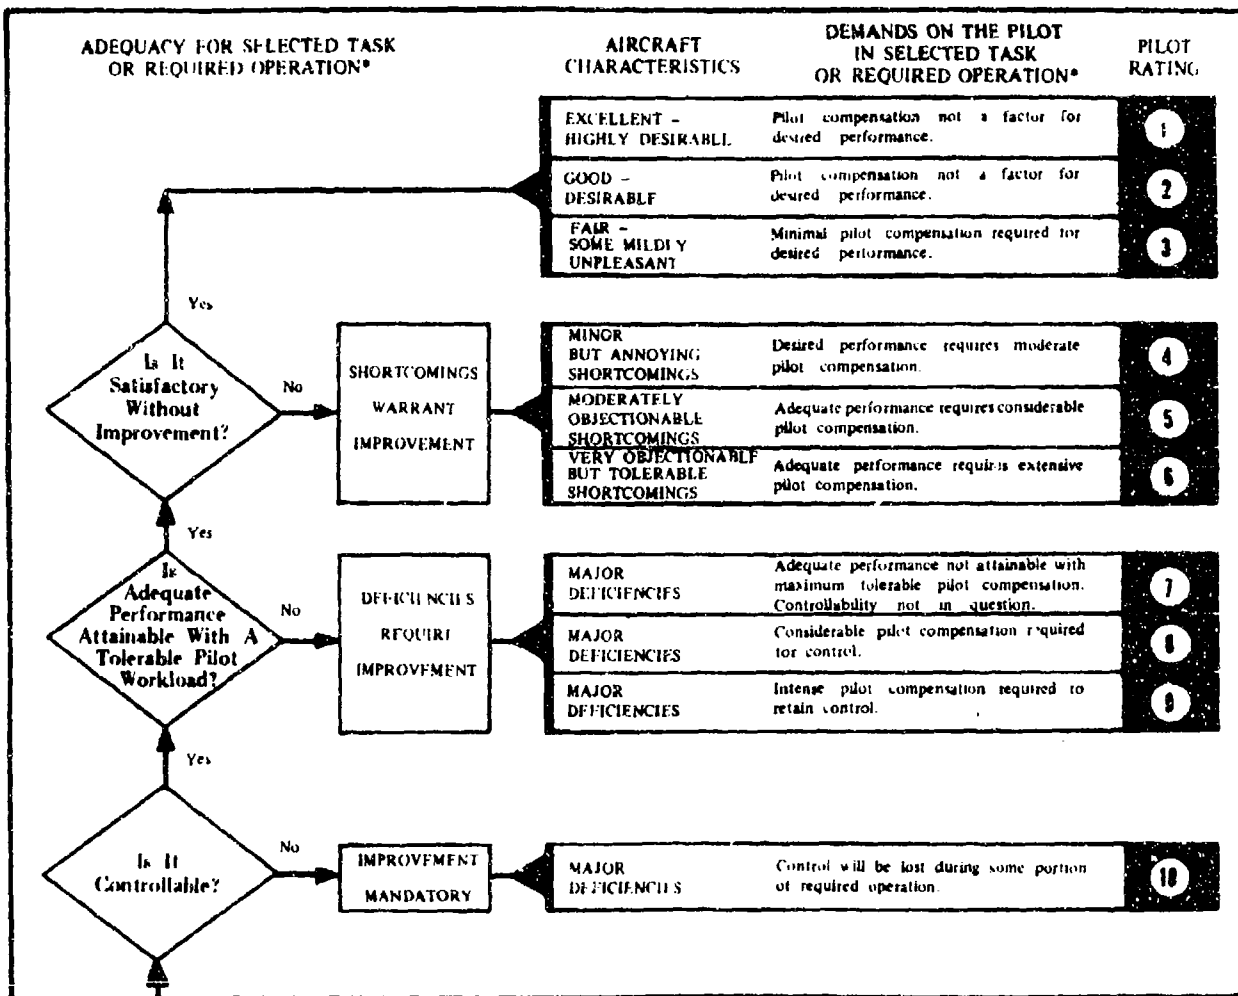 ADEQUACY FOR SELECTED TASK
OR REQUIRED OPERATION*
AIRCRAFT
CHARACTERISTICS
DEMANDS ON THE PILOT
IN SELECTED TASK
OR REQUIRED OPERATION*
PILOT
RATING
EXCELLENT -
HIGHLY DESIRABLE
Pilot compensation not a factor for
desired performance.
1
GOOD -
DESIRABLE
Pilot compensation not a factor for
desired performance.
2
FAIR -
SOME MILDLY
UNPLEASANT
Minimal pilot compensation required for
desired performance.
3
Yes
Is It
Satisfactory
Without
Improvement?
No
SHORTCOMINGS
WARRANT
IMPROVEMENT
MINOR
BUT ANNOYING
SHORTCOMINGS
Desired performance requires moderate
pilot compensation.
4
MODERATELY
OBJECTIONABLE
SHORTCOMINGS
Adequate performance requires considerable
pilot compensation.
5
VERY OBJECTIONABLE
BUT TOLERABLE
SHORTCOMINGS
Adequate performance requires extensive
pilot compensation.
6
Yes
Is
Adequate
Performance
Attainable With A
Tolerable Pilot
Workload?
No
DEFICIENCIES
REQUIRE
IMPROVEMENT
MAJOR
DEFICIENCIES
Adequate performance not attainable with
maximum tolerable pilot compensation.
Controllability not in question.
7
MAJOR
DEFICIENCIES
Considerable pilot compensation required
for control.
8
MAJOR
DEFICIENCIES
Intense pilot compensation required to
retain control.
9
Yes
Is It
Controllable?
No
IMPROVEMENT
MANDATORY
MAJOR
DEFICIENCIES
Control will be lost during some portion
of required operation.
10